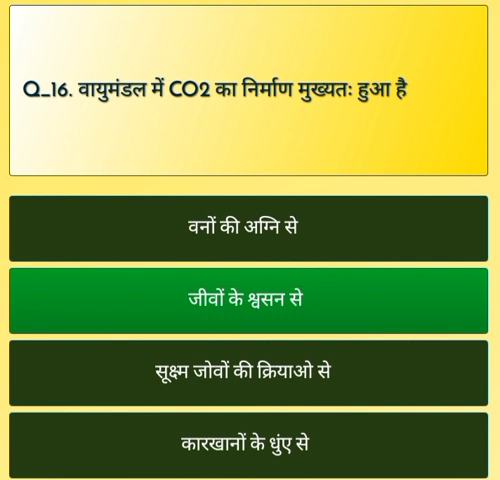 Q_16. वायुमंडल में CO2 का निर्माण मुख्यतः हुआ है
वनों की अग्नि से
जीवों के श्वसन से
सूक्ष्म जोवों की क्रियाओ से
कारखानों के धुंए से